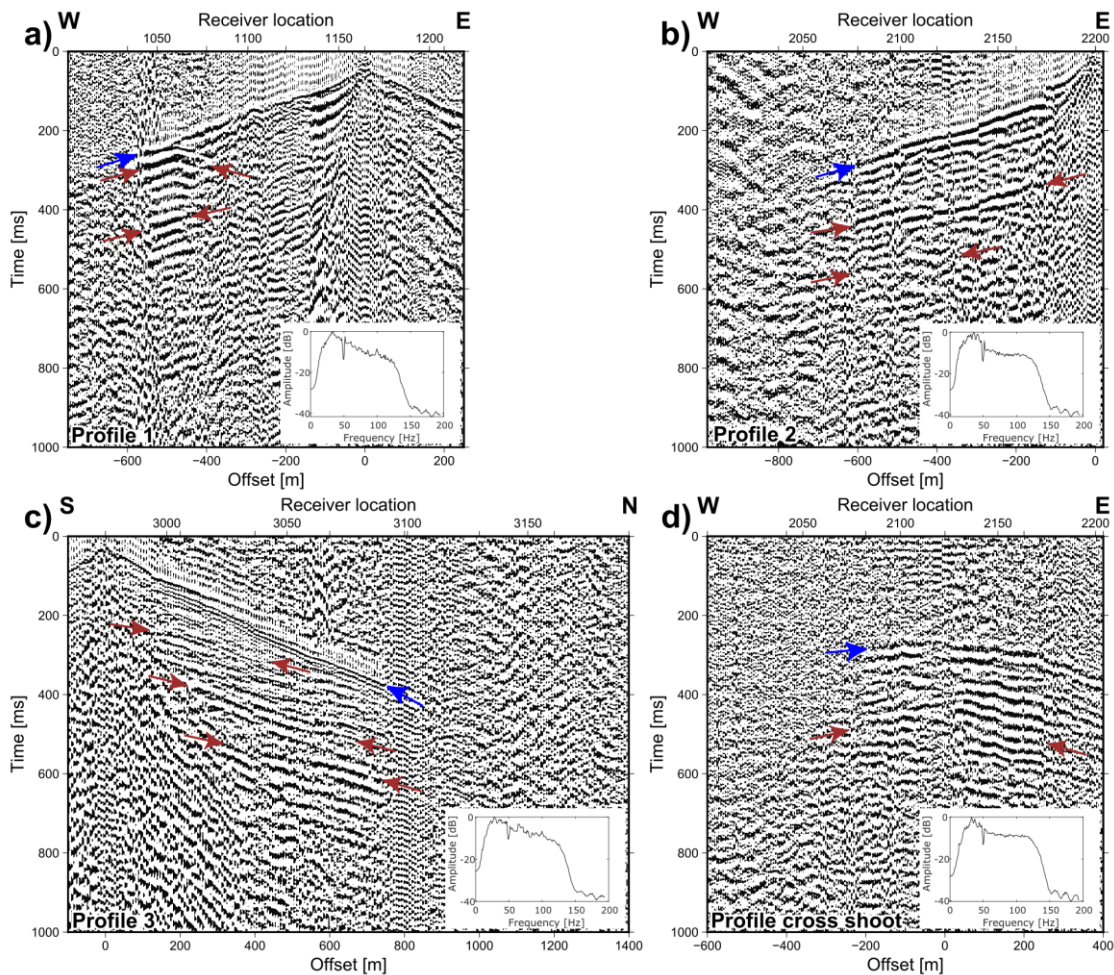 Receiver location
a) W E
1050 1100 1150 1200
0
200
400
600
800
1000
Time [ms]
−600 −400 −200 0 200
Offset [m]
Profile 1
0
−20
−40
Amplitude [dB]
0 50 100 150 200
Frequency [Hz]
Receiver location
b) W E
2050 2100 2150 2200
0
200
400
600
800
1000
Time [ms]
−800 −600 −400 −200 0
Offset [m]
Profile 2
0
−20
−40
Amplitude [dB]
0 50 100 150 200
Frequency [Hz]
Receiver location
c) S N
3000 3050 3100 3150
0
200
400
600
800
1000
Time [ms]
0 200 400 600 800 1000 1200 1400
Offset [m]
Profile 3
0
−20
−40
Amplitude [dB]
0 50 100 150 200
Frequency [Hz]
Receiver location
d) W E
2050 2100 2150 2200
0
200
400
600
800
1000
Time [ms]
−600 −400 −200 0 200 400
Offset [m]
Profile cross shoot
0
−20
−40
Amplitude [dB]
0 50 100 150 200
Frequency [Hz]